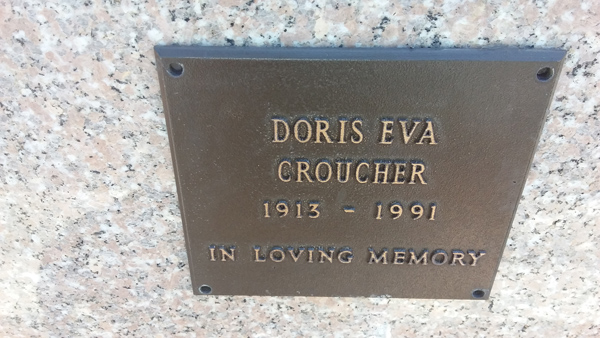 DORIS EVA
CROUCHER
1913 - 1991
IN LOVING MEMORY